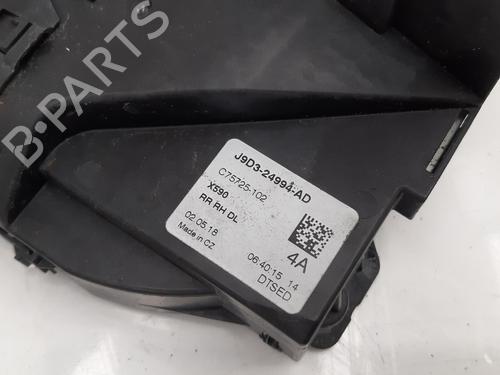 B-PARTS
J9D3-24994-AD
C75725-102
X590
RR RH DL
02.05.18
Made in CZ
4A
06:40:15 14
DTSED